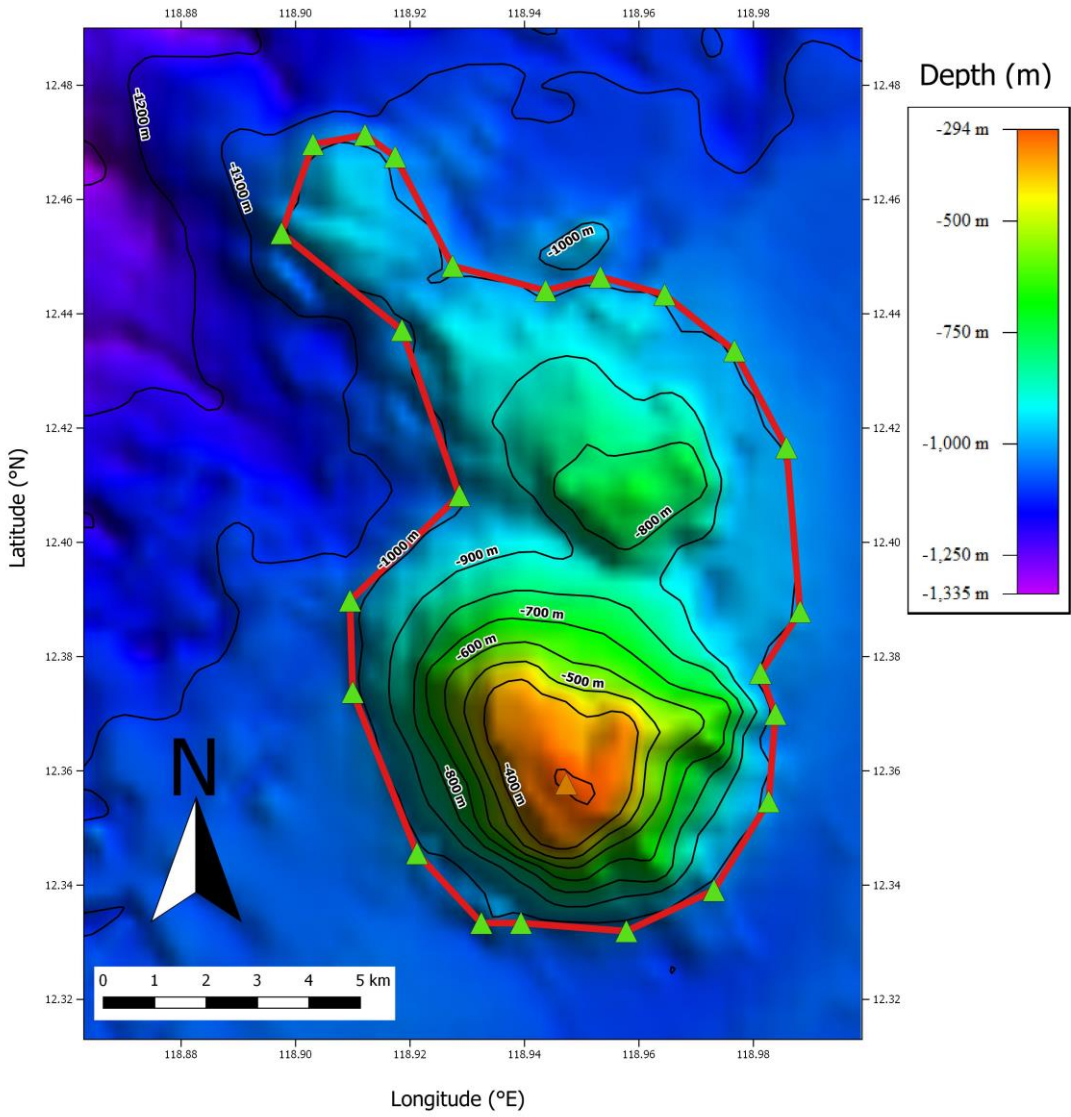 118.88 118.90 118.92 118.94 118.96 118.98
Depth (m)
-294 m
-500 m
-750 m
-1,000 m
-1,250 m
-1,335 m
12.48 12.48
12.46 12.46
12.44 12.44
12.42 12.42
12.40 12.40
12.38 12.38
12.36 12.36
12.34 12.34
12.32 12.32
Latitude (°N)
-1200 m
-1100 m
-1000 m
-800 m
-1000 m
-900 m
-700 m
-600 m
-500 m
-800 m
-400 m
N
0 1 2 3 4 5 km
118.88 118.90 118.92 118.94 118.96 118.98
Longitude (°E)